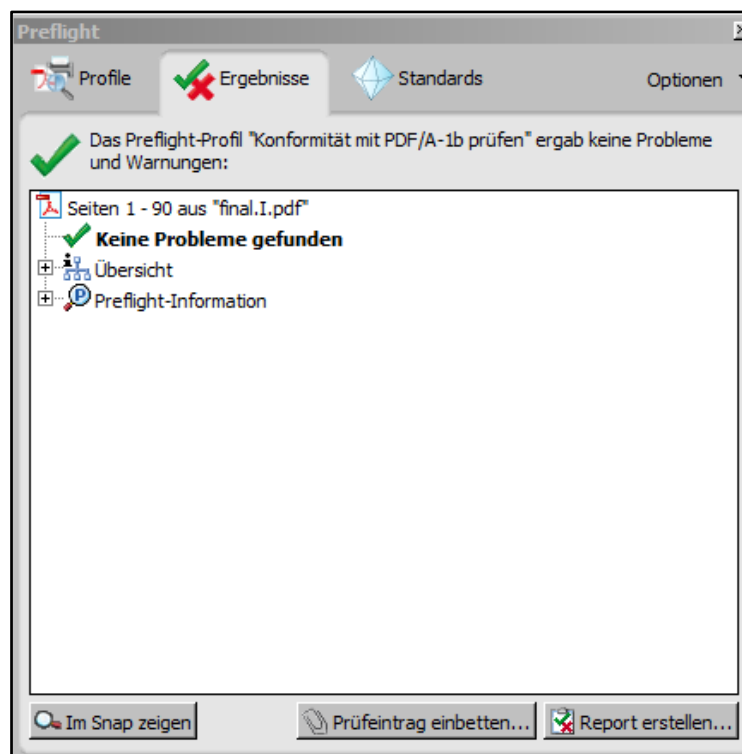 Preflight
Profile
Ergebnisse
Standards
Optionen
Das Preflight-Profil "Konformität mit PDF/A-1b prüfen" ergab keine Probleme
und Warnungen:
Seiten 1 - 90 aus "final.I.pdf"
Keine Probleme gefunden
Übersicht
Preflight-Information
Im Snap zeigen
Prüfeintrag einbetten...
Report erstellen...